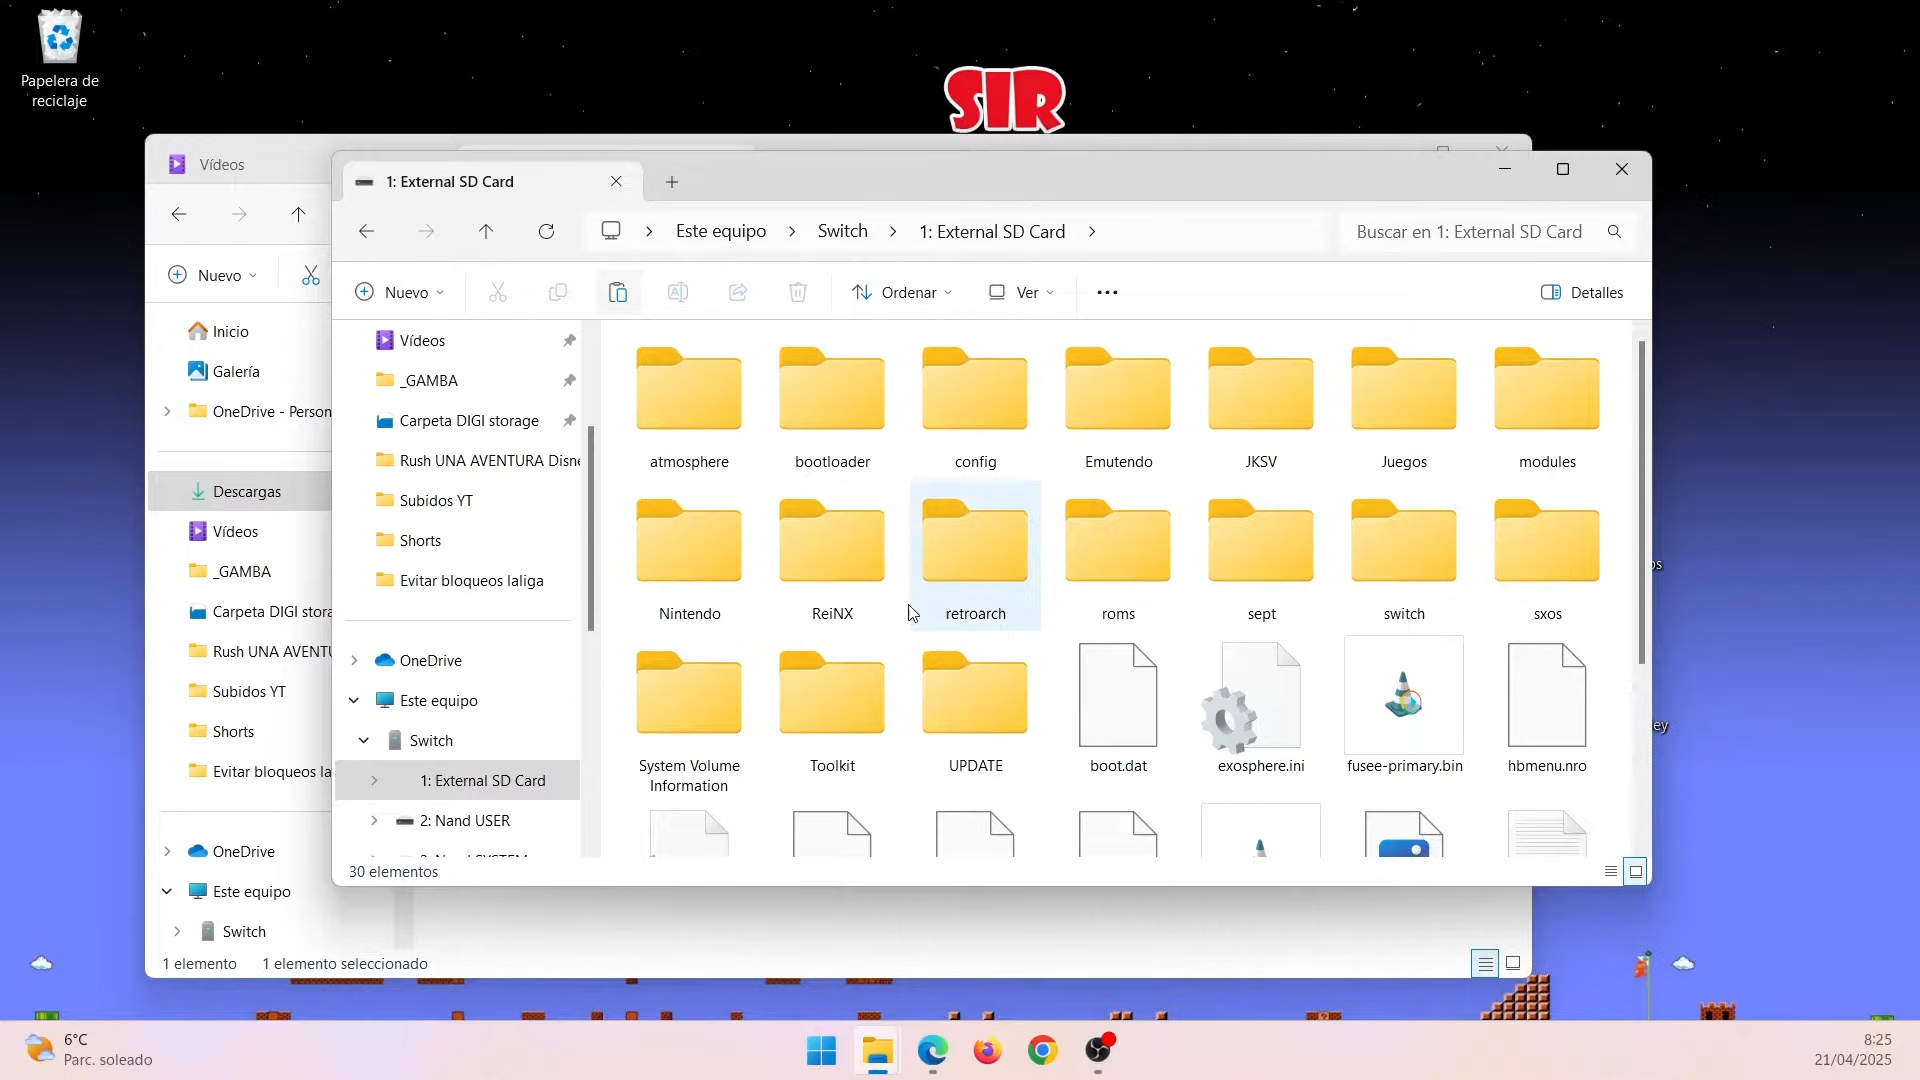 Papelera de
reciclaje
SIR
Vídeos
1: External SD Card
Este equipo
Switch
1: External SD Card
Buscar en 1: External SD Card
Nuevo
Nuevo
Ordenar
Ver
Detalles
Inicio
Galería
OneDrive - Person
Descargas
Vídeos
_GAMBA
Carpeta DIGI stora
Rush UNA AVENTU
Subidos YT
Shorts
Evitar bloqueos la
OneDrive
Este equipo
Switch
1 elemento
1 elemento seleccionado
Vídeos
_GAMBA
Carpeta DIGI storage
Rush UNA AVENTURA Disne
Subidos YT
Shorts
Evitar bloqueos laliga
OneDrive
Este equipo
Switch
1: External SD Card
2: Nand USER
atmosphere
bootloader
config
Emutendo
JKSV
Juegos
modules
Nintendo
ReiNX
retroarch
roms
sept
switch
sxos
System Volume
Information
Toolkit
UPDATE
boot.dat
exosphere.ini
fusee-primary.bin
hbmenu.nro
30 elementos
os
ey
6°C
Parc. soleado
8:25
21/04/2025